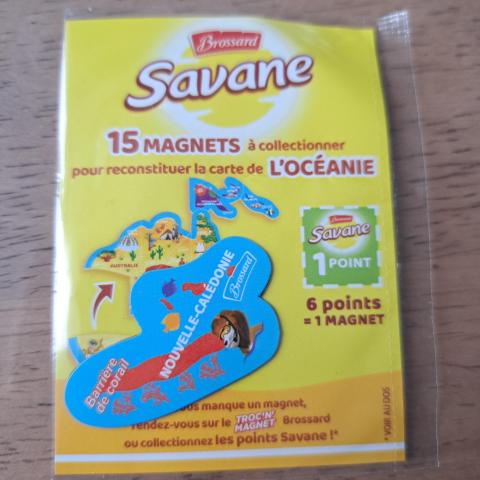 Brossard
Savane
15 MAGNETS à collectionner
pour reconstituer la carte de L'OCÉANIE
AUSTRALIE
Brossard
Savane
1 POINT
6 points
= 1 MAGNET
NOUVELLE-CALÉDONIE
Brossard
Barrière
de corail
us manque un magnet,
rendez-vous sur le TROC'N' MAGNET Brossard
ou collectionnez les points Savane !*
* VOIR AU DOS